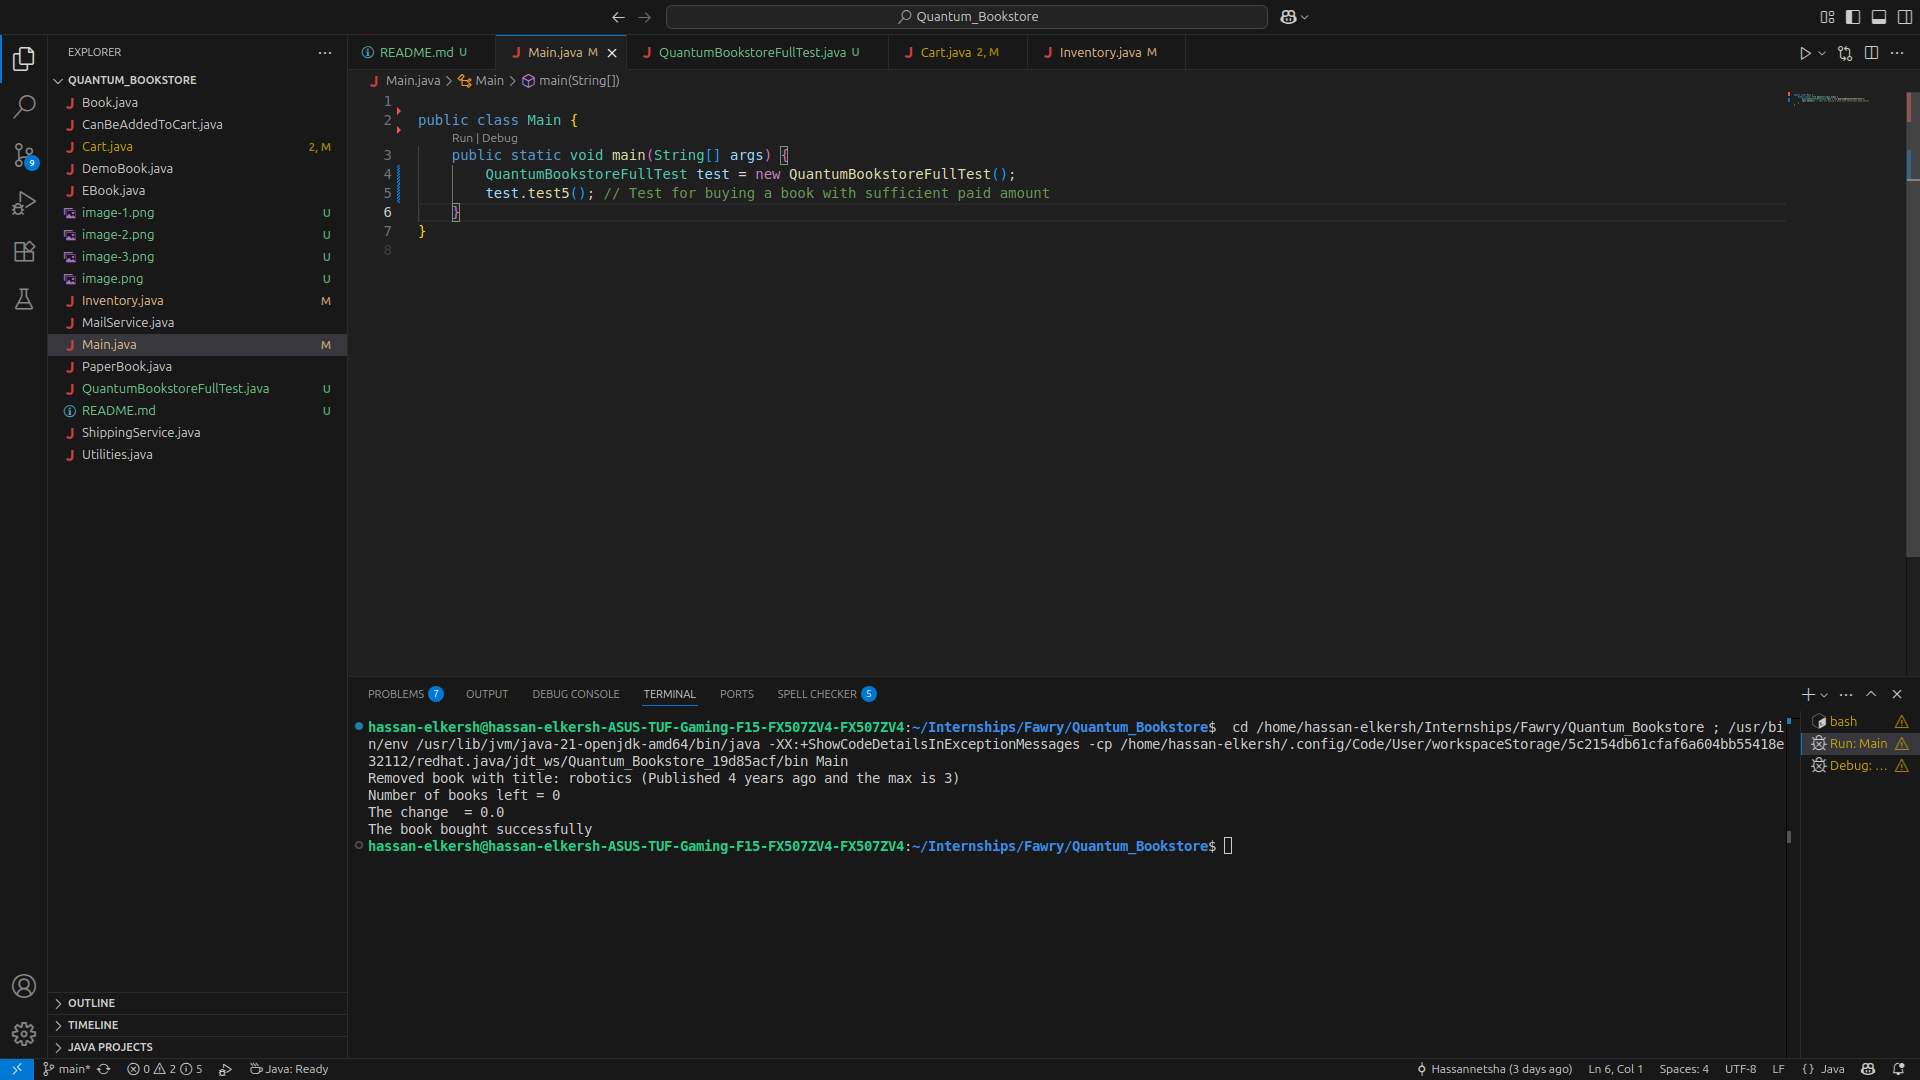 Quantum_Bookstore
EXPLORER
README.md U
Main.java M
QuantumBookstoreFullTest.java U
Cart.java 2, M
Inventory.java M
QUANTUM_BOOKSTORE
Book.java
CanBeAddedToCart.java
Cart.java 2, M
DemoBook.java
EBook.java
image-1.png U
image-2.png U
image-3.png U
image.png U
Inventory.java M
MailService.java
Main.java M
PaperBook.java
QuantumBookstoreFullTest.java U
README.md U
ShippingService.java
Utilities.java
9
OUTLINE
TIMELINE
JAVA PROJECTS
Main.java > Main > main(String[])
1
2 public class Main {
Run | Debug
3 public static void main(String[] args) {
4 QuantumBookstoreFullTest test = new QuantumBookstoreFullTest();
5 test.test5(); // Test for buying a book with sufficient paid amount
6 }
7 }
8
PROBLEMS 7 OUTPUT DEBUG CONSOLE TERMINAL PORTS SPELL CHECKER 5
hassan-elkersh@hassan-elkersh-ASUS-TUF-Gaming-F15-FX507ZV4-FX507ZV4:~/Internships/Fawry/Quantum_Bookstore$ cd /home/hassan-elkersh/Internships/Fawry/Quantum_Bookstore ; /usr/bi
n/env /usr/lib/jvm/java-21-openjdk-amd64/bin/java -XX:+ShowCodeDetailsInExceptionMessages -cp /home/hassan-elkersh/.config/Code/User/workspaceStorage/5c2154db61cfaf6a604bb55418e
32112/redhat.java/jdt_ws/Quantum_Bookstore_19d85acf/bin Main
Removed book with title: robotics (Published 4 years ago and the max is 3)
Number of books left = 0
The change  = 0.0
The book bought successfully
hassan-elkersh@hassan-elkersh-ASUS-TUF-Gaming-F15-FX507ZV4-FX507ZV4:~/Internships/Fawry/Quantum_Bookstore$
bash
Run: Main
Debug: ...
main* 0 2 5 Java: Ready
Hassannetsha (3 days ago) Ln 6, Col 1 Spaces: 4 UTF-8 LF {} Java